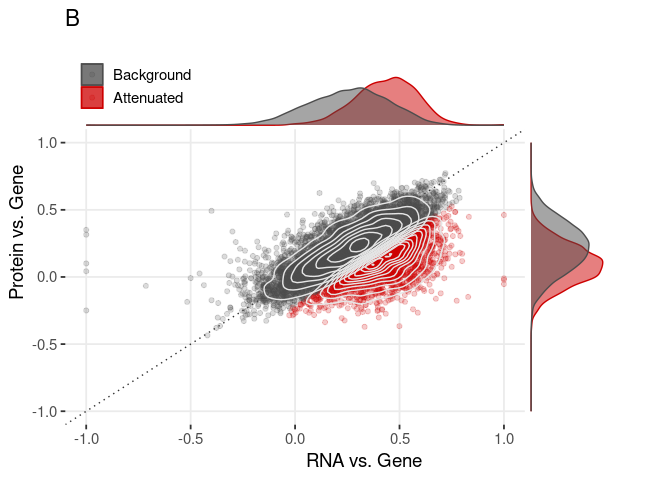 B
Background
Attenuated
Protein vs. Gene
1.0
0.5
0.0
-0.5
-1.0
-1.0 -0.5 0.0 0.5 1.0
RNA vs. Gene